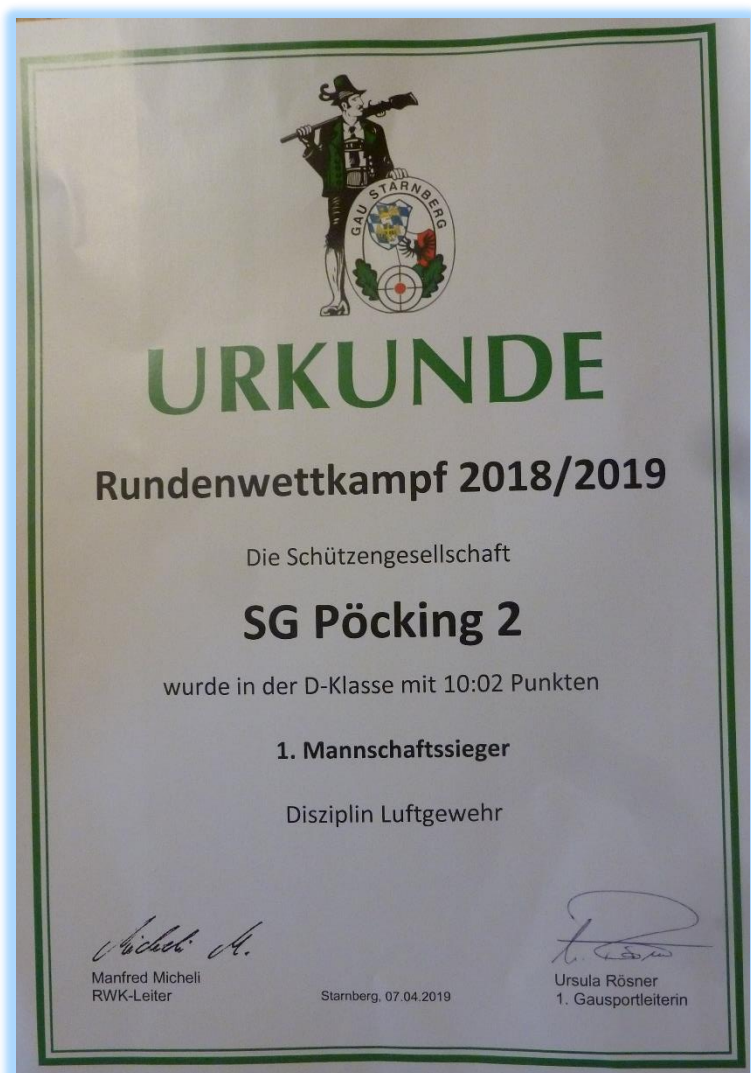 GAU STARNBERG
URKUNDE
Rundenwettkampf 2018/2019
Die Schützengesellschaft
SG Pöcking 2
wurde in der D-Klasse mit 10:02 Punkten
1. Mannschaftssieger
Disziplin Luftgewehr
Micheli M.
Manfred Micheli
RWK-Leiter
Starnberg, 07.04.2019
Ursula Rösner
1. Gausportleiterin